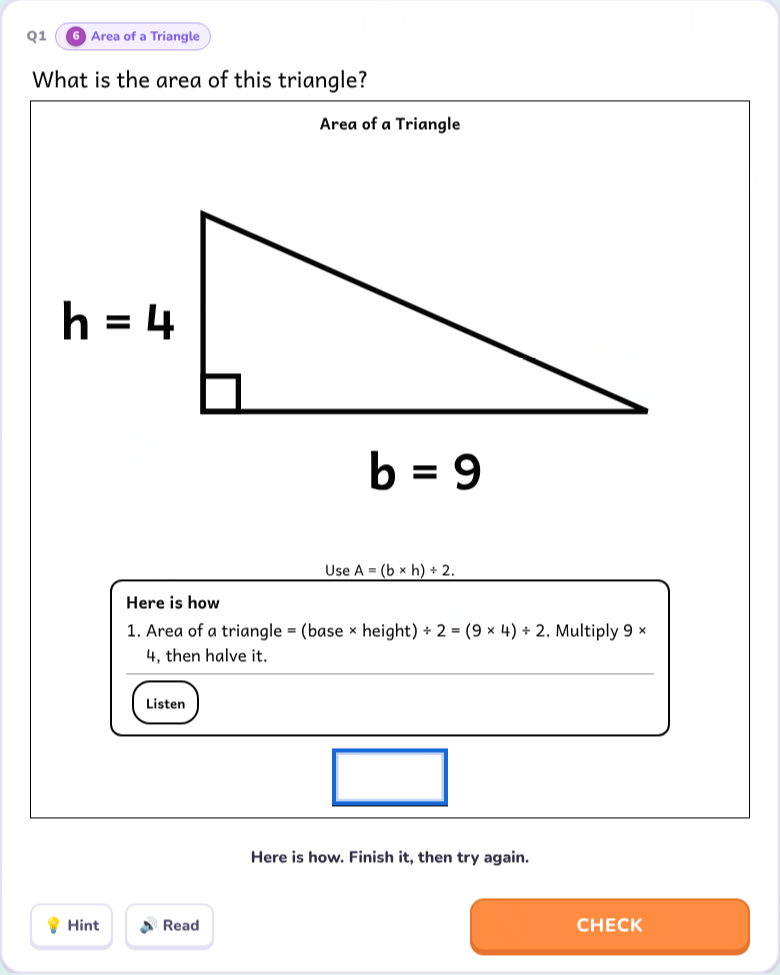 Q1 6 Area of a Triangle
What is the area of this triangle?
Area of a Triangle
h = 4
b = 9
Use A = (b × h) ÷ 2.
Here is how
1. Area of a triangle = (base × height) ÷ 2 = (9 × 4) ÷ 2. Multiply 9 ×
4, then halve it.
Listen
Here is how. Finish it, then try again.
Hint Read CHECK